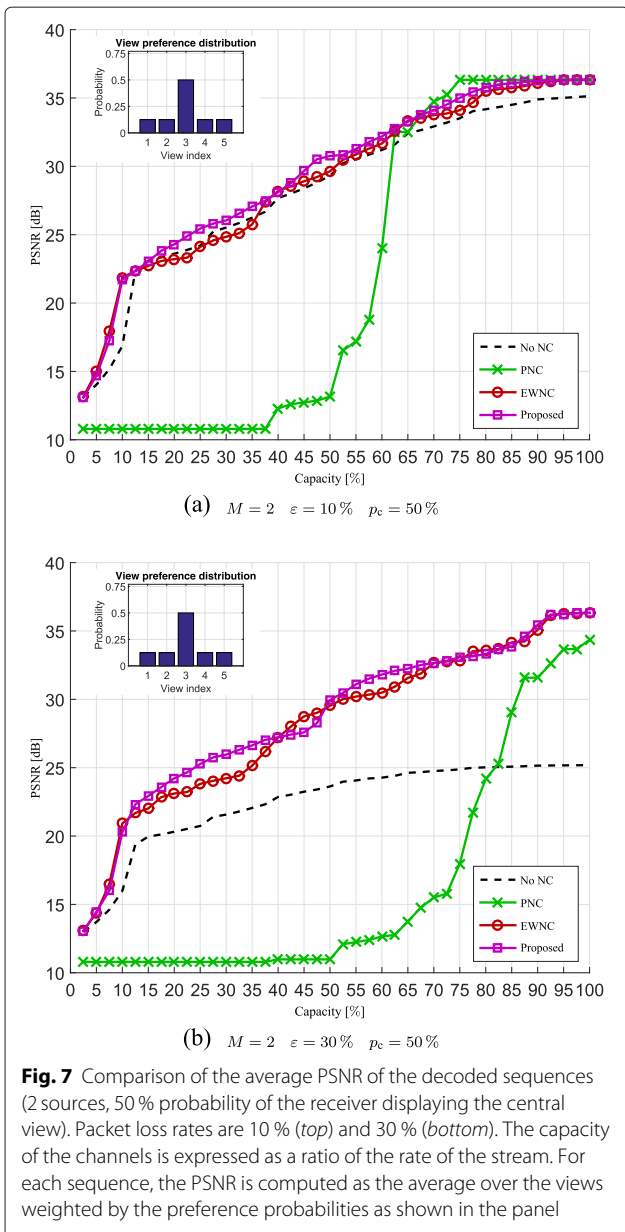 40
35
30
25
20
15
10
PSNR [dB]
View preference distribution
0.75
0.5
0.25
0
Probability
1 2 3 4 5
View index
No NC
PNC
EWNC
Proposed
0 5 10 15 20 25 30 35 40 45 50 55 60 65 70 75 80 85 90 95 100
Capacity [%]
(a) M = 2 ε = 10 % pc = 50 %
40
35
30
25
20
15
10
PSNR [dB]
View preference distribution
0.75
0.5
0.25
0
Probability
1 2 3 4 5
View index
No NC
PNC
EWNC
Proposed
0 5 10 15 20 25 30 35 40 45 50 55 60 65 70 75 80 85 90 95 100
Capacity [%]
(b) M = 2 ε = 30 % pc = 50 %
Fig. 7 Comparison of the average PSNR of the decoded sequences
(2 sources, 50 % probability of the receiver displaying the central
view). Packet loss rates are 10 % (top) and 30 % (bottom). The capacity
of the channels is expressed as a ratio of the rate of the stream. For
each sequence, the PSNR is computed as the average over the views
weighted by the preference probabilities as shown in the panel